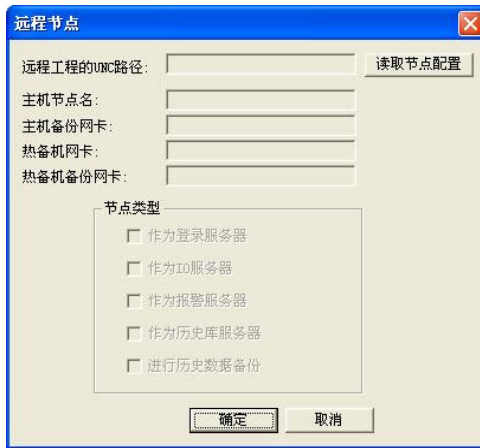 远程节点
远程工程的UNC路径:
读取节点配置
主机节点名:
主机备份网卡:
热备机网卡:
热备机备份网卡:
节点类型
作为登录服务器
作为IO服务器
作为报警服务器
作为历史库服务器
进行历史数据备份
确定 取消